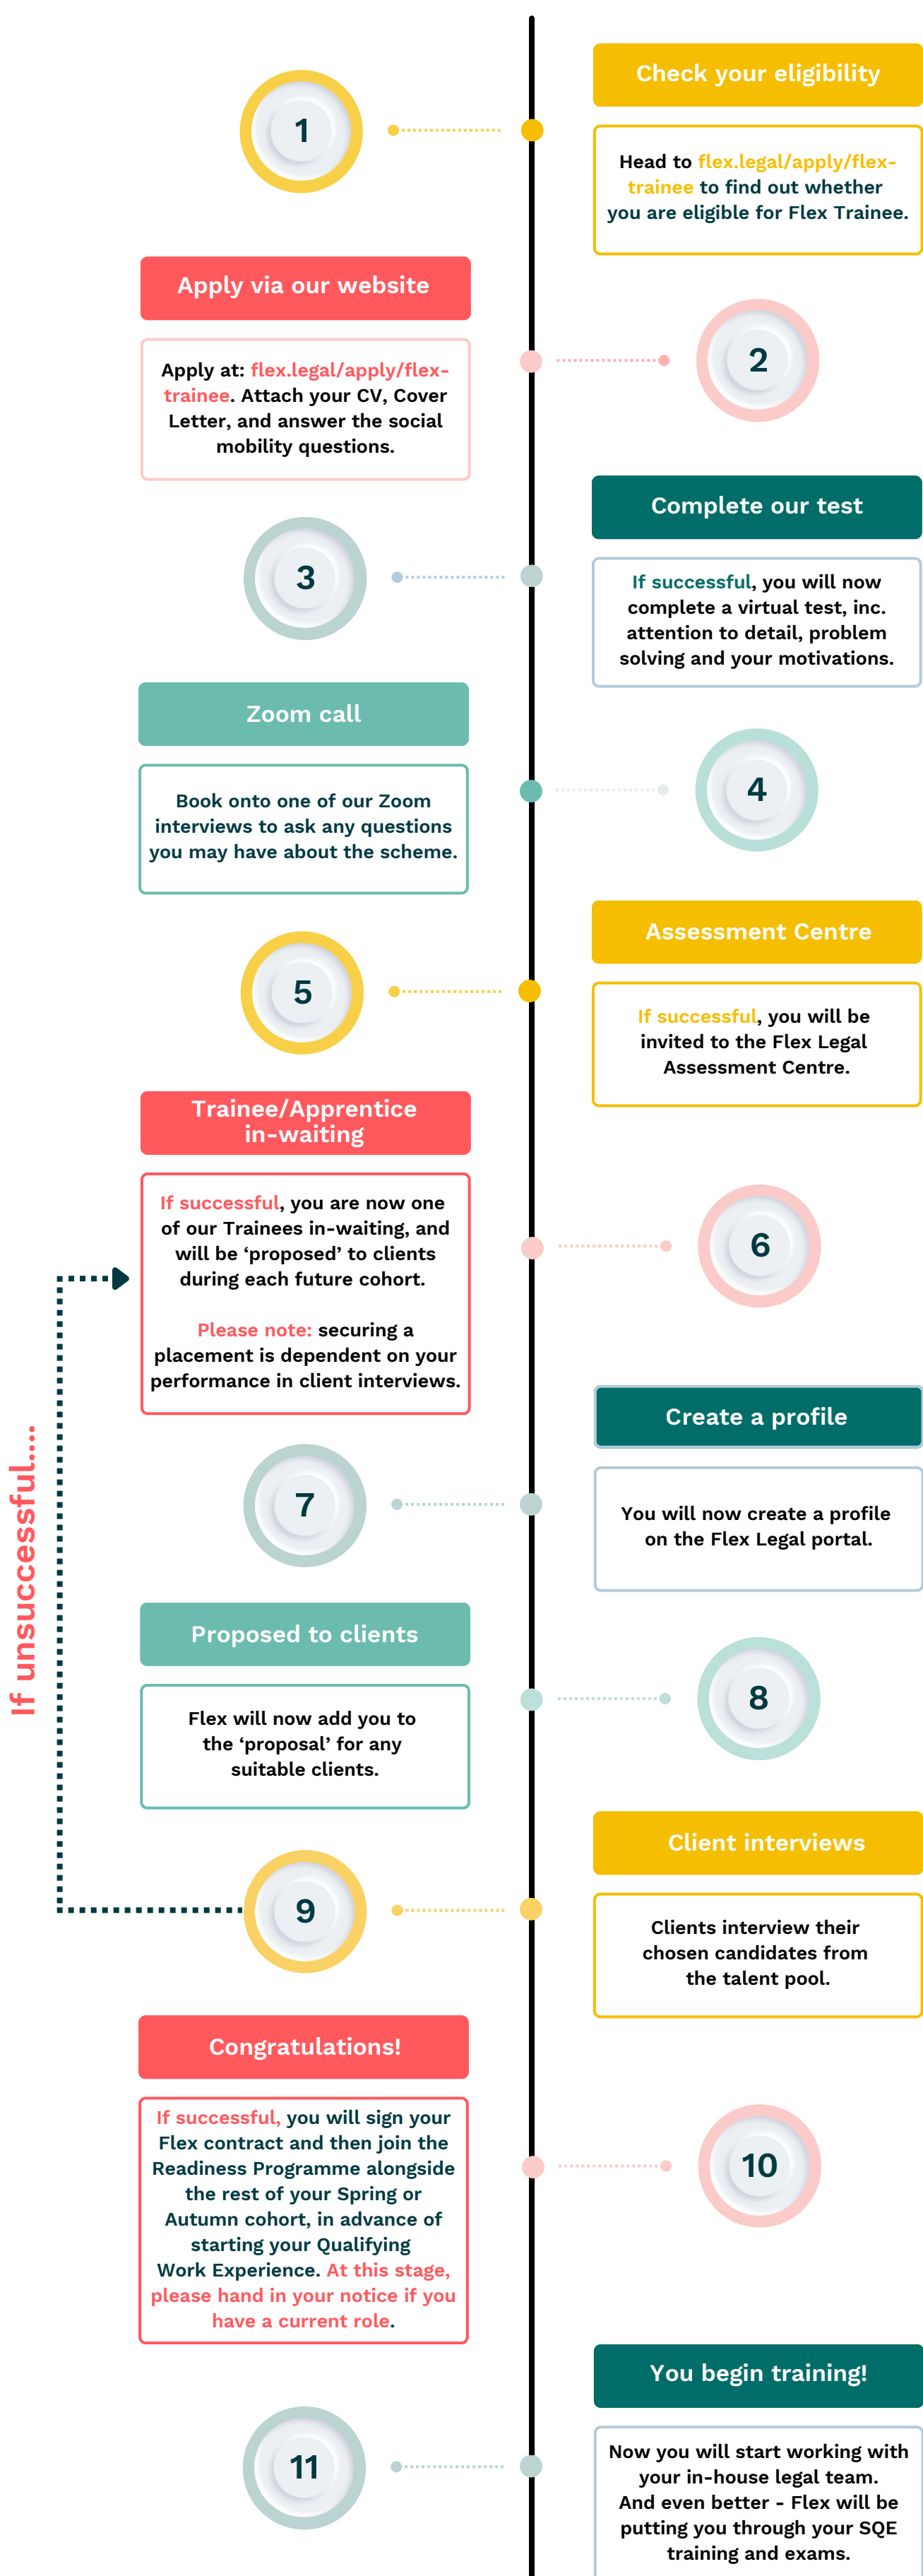 1
Check your eligibility
Head to flex.legal/apply/flex-
trainee to find out whether
you are eligible for Flex Trainee.
Apply via our website
Apply at: flex.legal/apply/flex-
trainee. Attach your CV, Cover
Letter, and answer the social
mobility questions.
2
3
Complete our test
If successful, you will now
complete a virtual test, inc.
attention to detail, problem
solving and your motivations.
Zoom call
Book onto one of our Zoom
interviews to ask any questions
you may have about the scheme.
4
5
Assessment Centre
If successful, you will be
invited to the Flex Legal
Assessment Centre.
Trainee/Apprentice
in-waiting
If successful, you are now one
of our Trainees in-waiting, and
will be ‘proposed’ to clients
during each future cohort.
Please note: securing a
placement is dependent on your
performance in client interviews.
6
7
Create a profile
You will now create a profile
on the Flex Legal portal.
If unsuccessful....
Proposed to clients
Flex will now add you to
the ‘proposal’ for any
suitable clients.
8
9
Client interviews
Clients interview their
chosen candidates from
the talent pool.
Congratulations!
If successful, you will sign your
Flex contract and then join the
Readiness Programme alongside
the rest of your Spring or
Autumn cohort, in advance of
starting your Qualifying
Work Experience. At this stage,
please hand in your notice if you
have a current role.
10
11
You begin training!
Now you will start working with
your in-house legal team.
And even better - Flex will be
putting you through your SQE
training and exams.